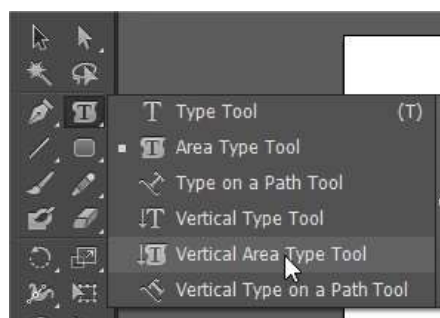 Type Tool (T)
Area Type Tool
Type on a Path Tool
Vertical Type Tool
Vertical Area Type Tool
Vertical Type on a Path Tool